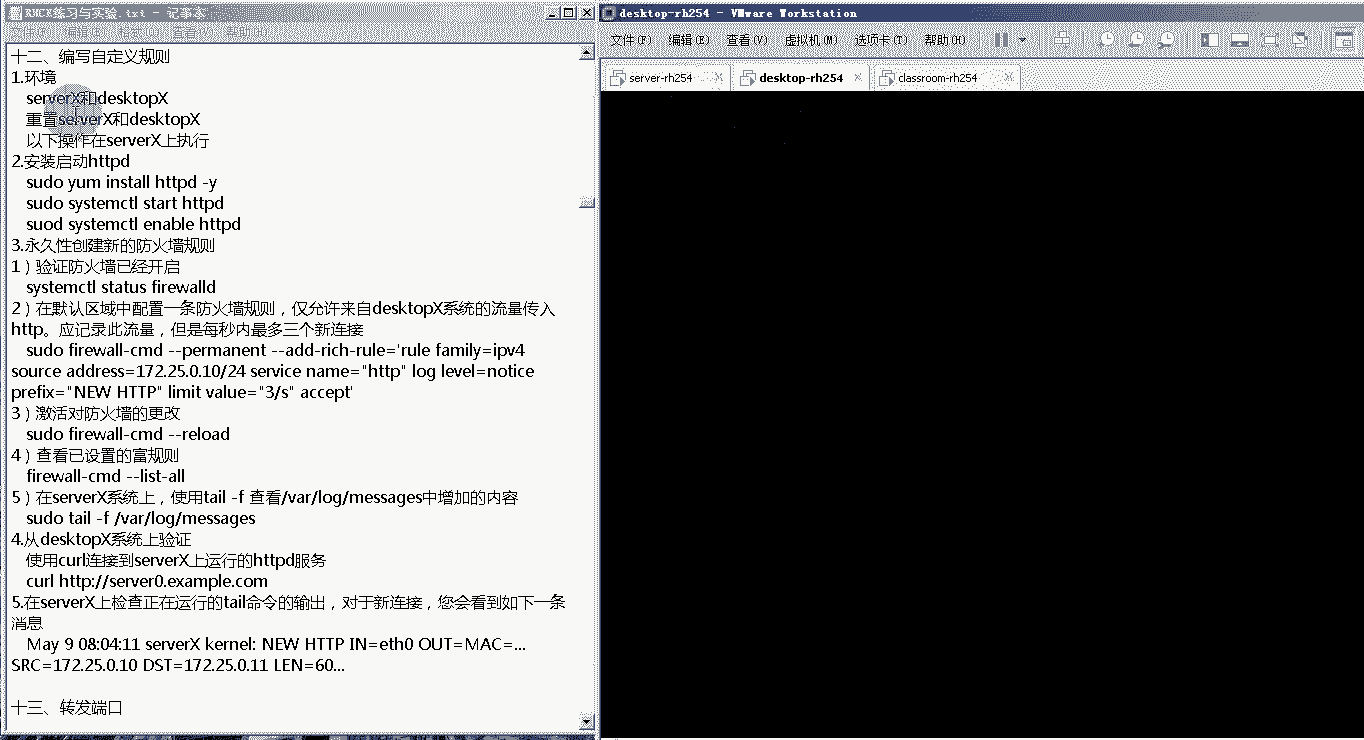 RHCE练习与实验.txt - 记事本
十二、编写自定义规则
1.环境
serverX和desktopX
重置serverX和desktopX
以下操作在serverX上执行
2.安装启动httpd
sudo yum install httpd -y
sudo systemctl start httpd
suod systemctl enable httpd
3.永久性创建新的防火墙规则
1）验证防火墙已经开启
systemctl status firewalld
2）在默认区域中配置一条防火墙规则，仅允许来自desktopX系统的流量传入
http。应记录此流量，但是每秒内最多三个新连接
sudo firewall-cmd --permanent --add-rich-rule='rule family=ipv4
source address=172.25.0.10/24 service name="http" log level=notice
prefix="NEW HTTP" limit value="3/s" accept'
3）激活对防火墙的更改
sudo firewall-cmd --reload
4）查看已设置的富规则
firewall-cmd --list-all
5）在serverX系统上，使用tail -f 查看/var/log/messages中增加的内容
sudo tail -f /var/log/messages
4.从desktopX系统上验证
使用curl连接到serverX上运行的httpd服务
curl http://server0.example.com
5.在serverX上检查正在运行的tail命令的输出，对于新连接，您会看到如下一条
消息
May 9 08:04:11 serverX kernel: NEW HTTP IN=eth0 OUT=MAC=...
SRC=172.25.0.10 DST=172.25.0.11 LEN=60...
十三、转发端口
desktop-rh254 - VMware Workstation
文件(F) 编辑(E) 查看(V) 虚拟机(M) 选项卡(T) 帮助(H)
server-rh254 desktop-rh254 classroom-rh254